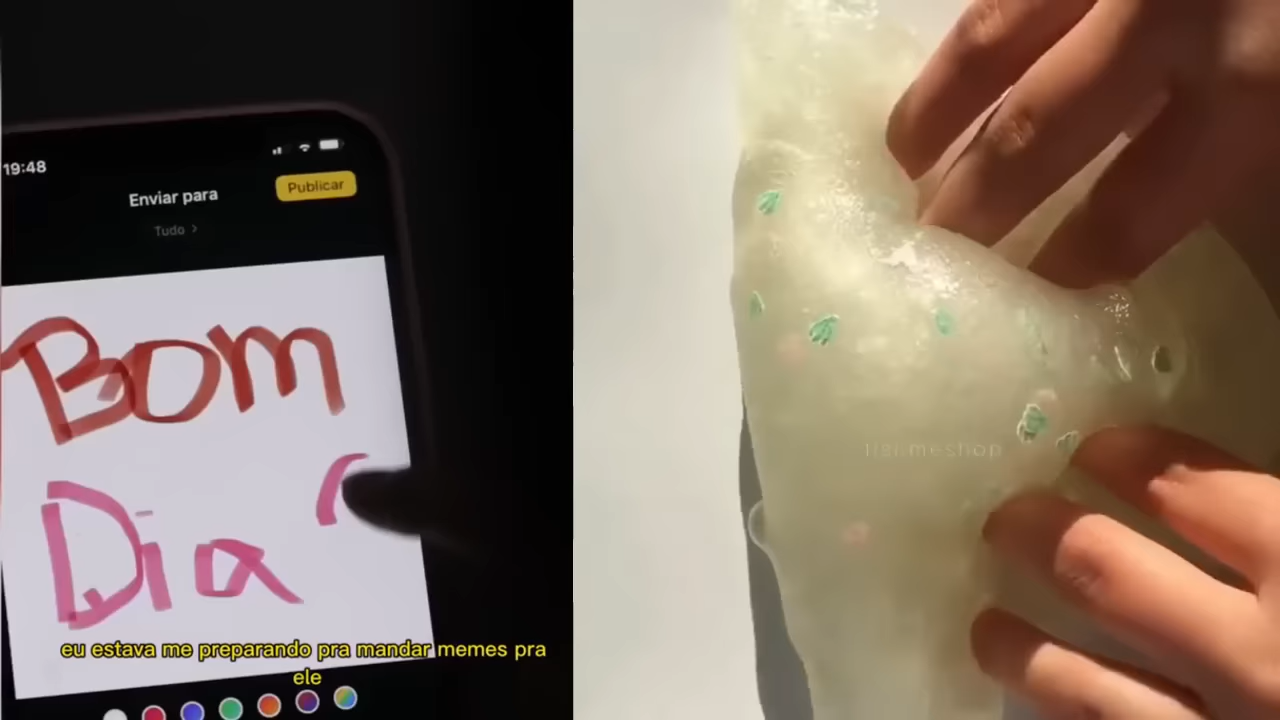 19:48
Enviar para
Publicar
Tudo >
Bom
Dia
eu estava me preparando pra mandar memes pra
ele